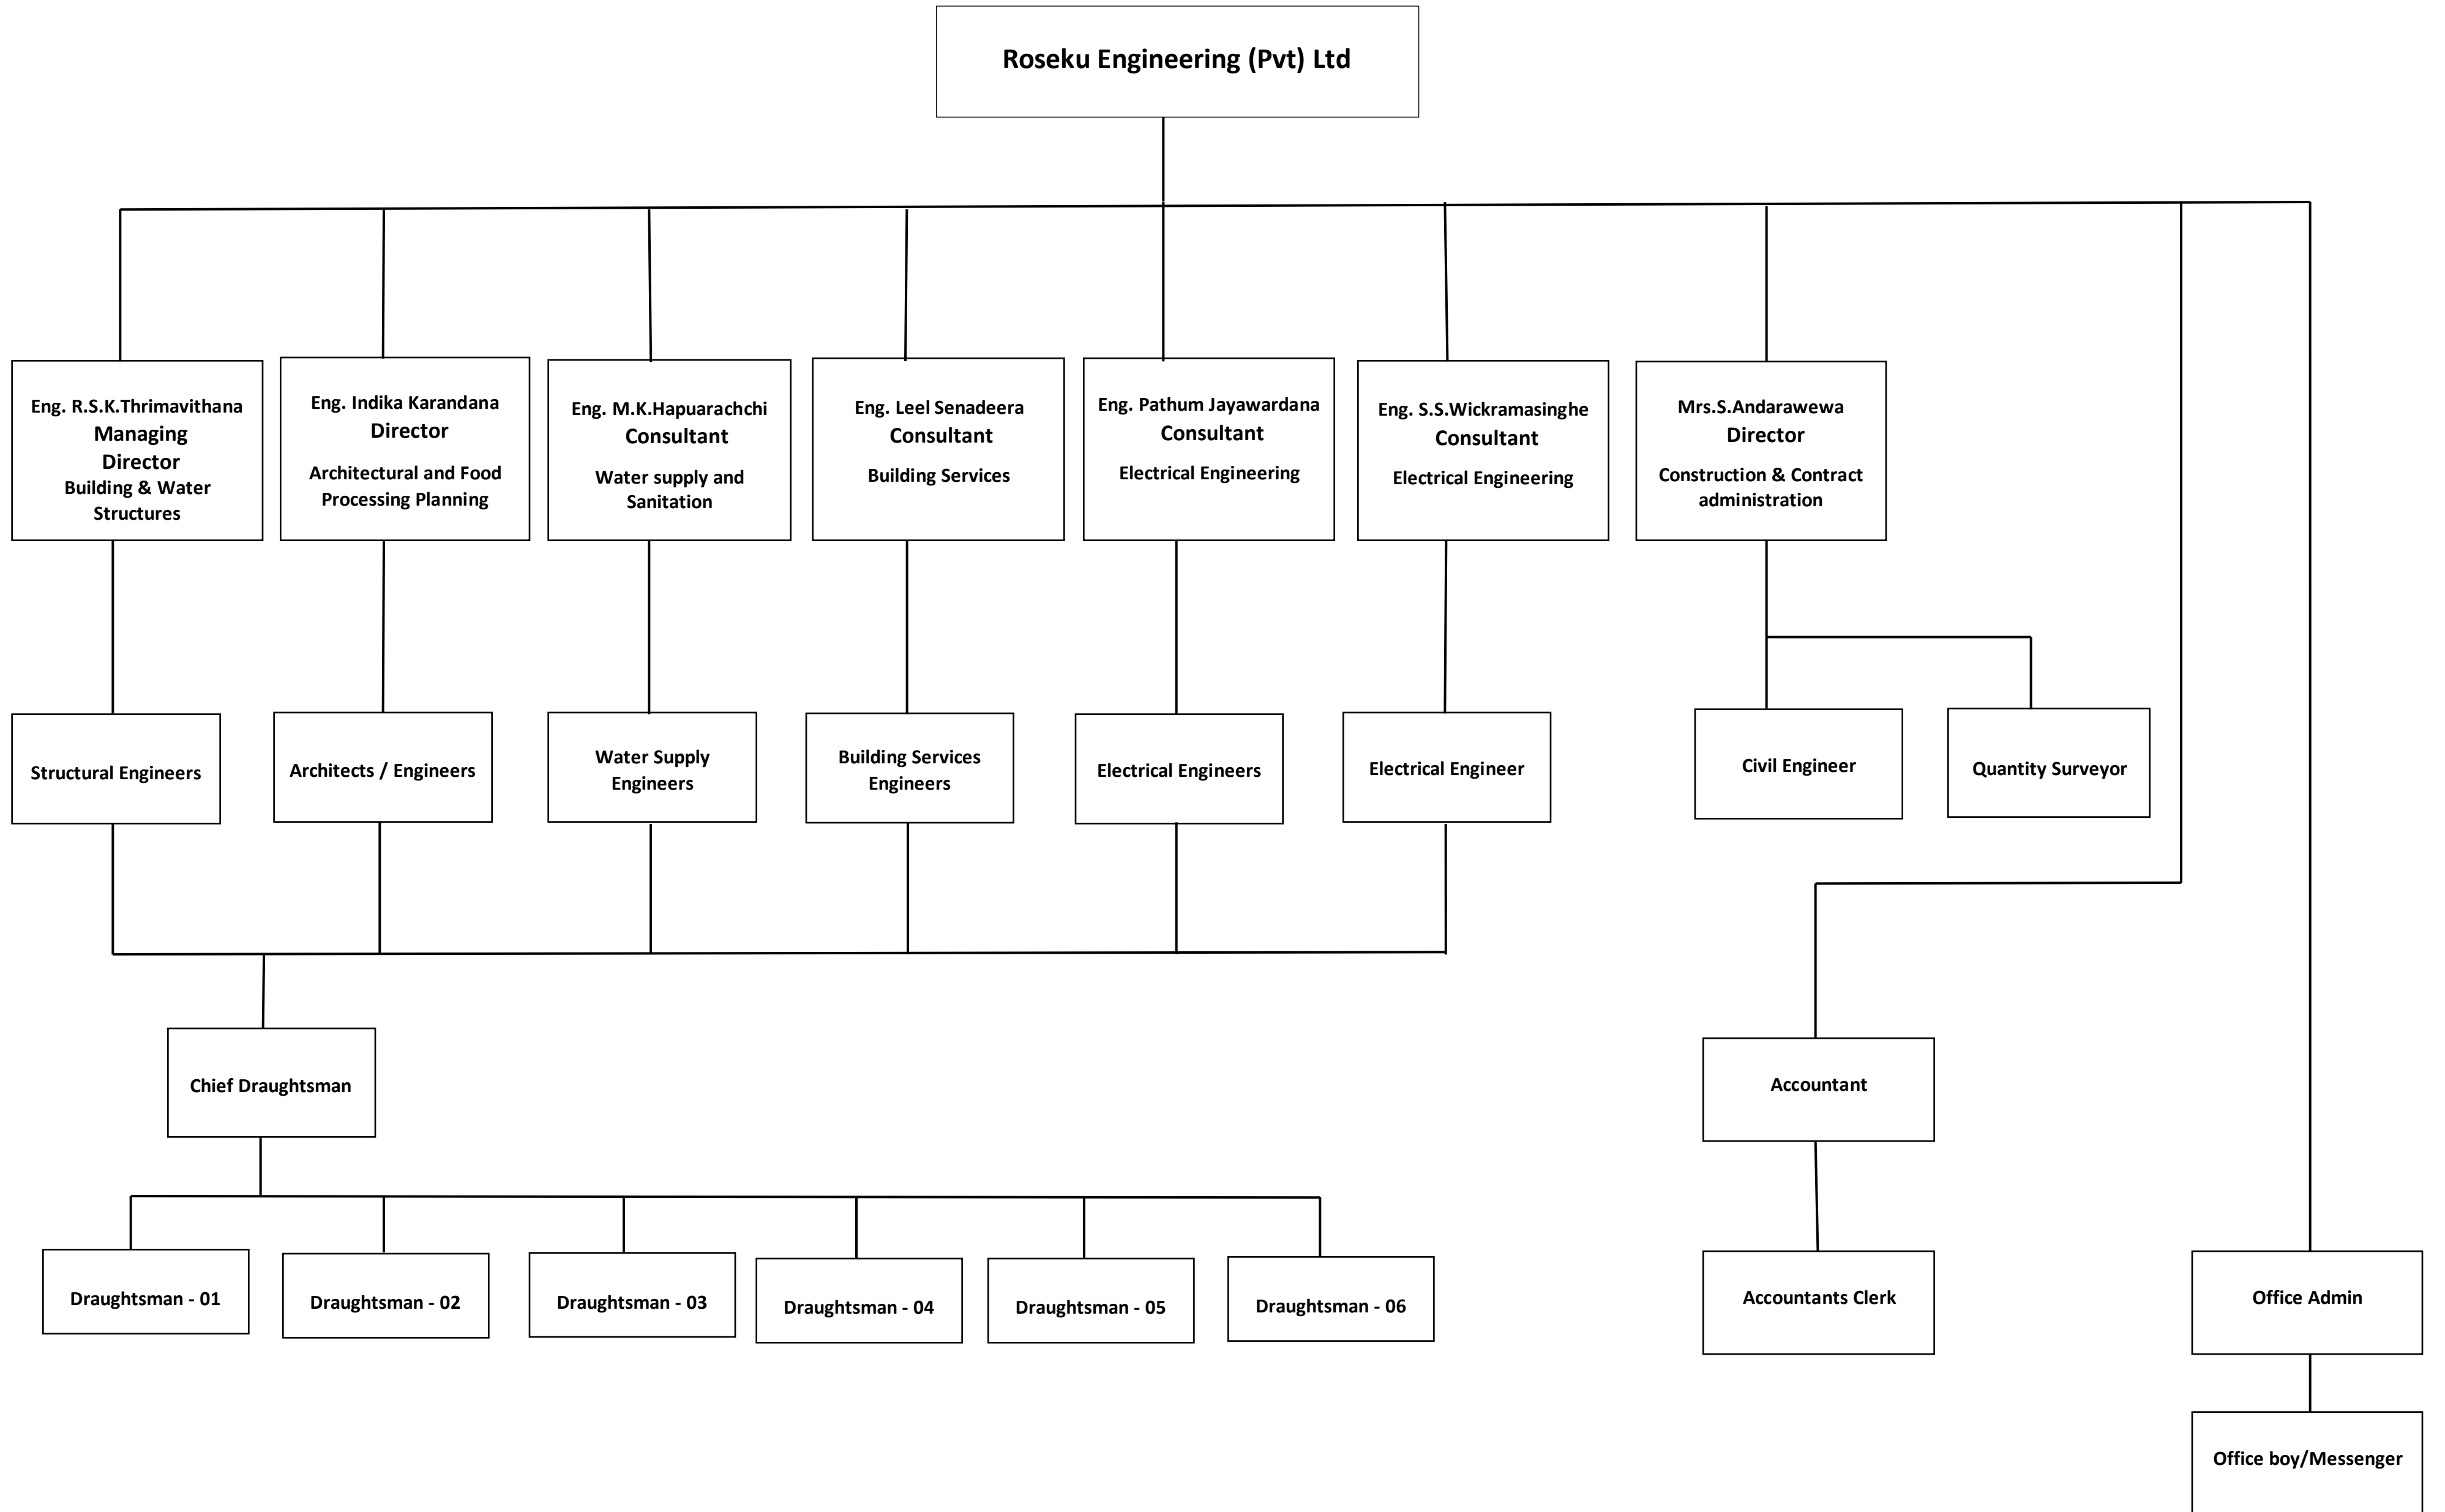 Roseku Engineering (Pvt) Ltd
Eng. R.S.K.Thrimavithana
Managing
Director
Building & Water
Structures
Eng. Indika Karandana
Director
Architectural and Food
Processing Planning
Eng. M.K.Hapuarachchi
Consultant
Water supply and
Sanitation
Eng. Leel Senadeera
Consultant
Building Services
Eng. Pathum Jayawardana
Consultant
Electrical Engineering
Eng. S.S.Wickramasinghe
Consultant
Electrical Engineering
Mrs.S.Andarawewa
Director
Construction & Contract
administration
Structural Engineers
Architects / Engineers
Water Supply
Engineers
Building Services
Engineers
Electrical Engineers
Electrical Engineer
Civil Engineer
Quantity Surveyor
Chief Draughtsman
Accountant
Draughtsman - 01
Draughtsman - 02
Draughtsman - 03
Draughtsman - 04
Draughtsman - 05
Draughtsman - 06
Accountants Clerk
Office Admin
Office boy/Messenger